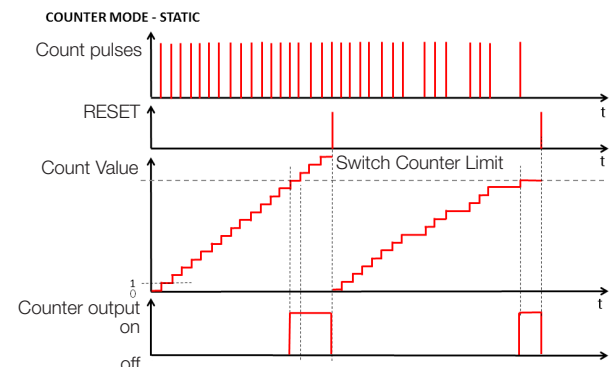 COUNTER MODE - STATIC
Count pulses
t
RESET
t
Count Value
Switch Counter Limit
1
0
t
Counter output
on
off